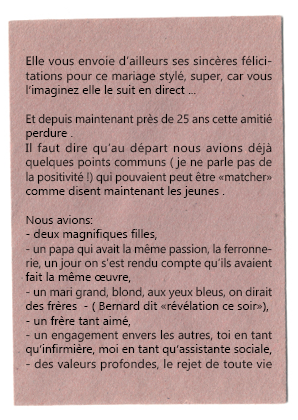 Elle vous envoie d'ailleurs ses sincères félici-
tations pour ce mariage stylé, super, car vous
l'imaginez elle le suit en direct ...
Et depuis maintenant près de 25 ans cette amitié
perdure .
Il faut dire qu'au départ nous avions déjà
quelques points communs ( je ne parle pas de
la positivité !) qui pouvaient peut être «matcher»
comme disent maintenant les jeunes .
Nous avions:
- deux magnifiques filles,
- un papa qui avait la même passion, la ferronne-
rie, un jour on s'est rendu compte qu'ils avaient
fait la même œuvre,
- un mari grand, blond, aux yeux bleus, on dirait
des frères - ( Bernard dit «révélation ce soir»),
- un frère tant aimé,
- un engagement envers les autres, toi en tant
qu'infirmière, moi en tant qu'assistante sociale,
- des valeurs profondes, le rejet de toute vie